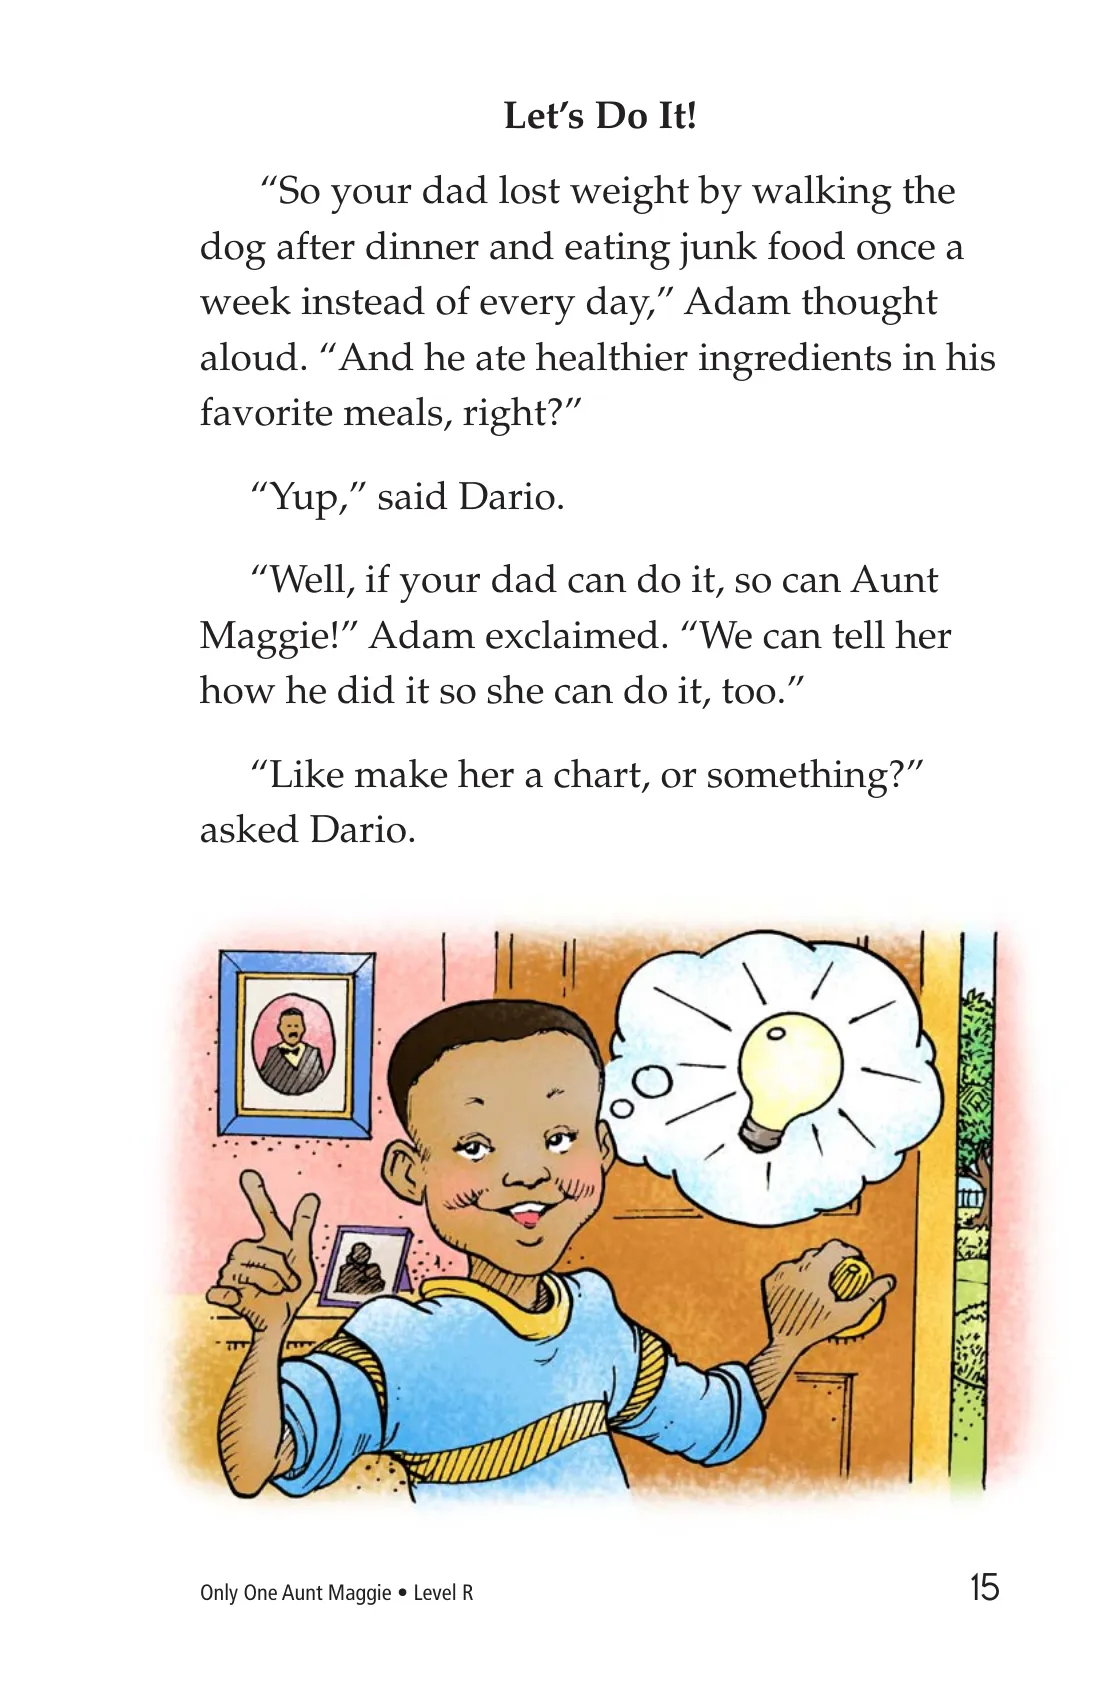 Let’s Do It!
“So your dad lost weight by walking the
dog after dinner and eating junk food once a
week instead of every day,” Adam thought
aloud. “And he ate healthier ingredients in his
favorite meals, right?”
“Yup,” said Dario.
“Well, if your dad can do it, so can Aunt
Maggie!” Adam exclaimed. “We can tell her
how he did it so she can do it, too.”
“Like make her a chart, or something?”
asked Dario.
Only One Aunt Maggie • Level R
15